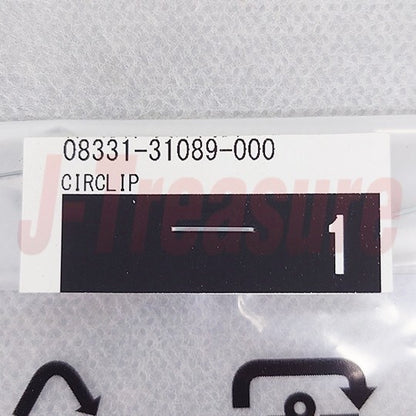 08331-31089-000
CIRCLIP
— 1
J-Treasure